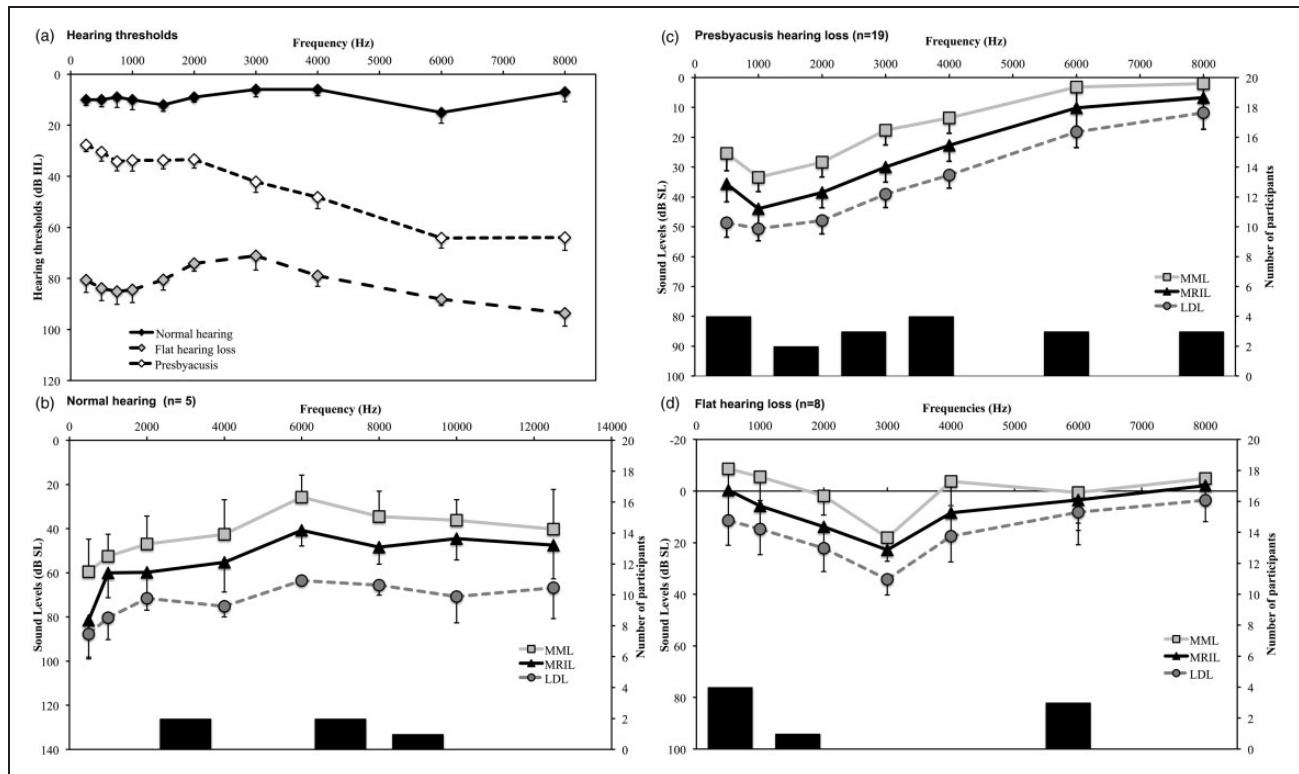 (a) Hearing thresholds
Frequency (Hz)
0 1000 2000 3000 4000 5000 6000 7000 8000
Hearing thresholds (dB HL)
0
20
40
60
80
100
120
Normal hearing
Flat hearing loss
Presbyacusis
(b) Normal hearing (n= 5)
Frequency (Hz)
0 2000 4000 6000 8000 10000 12000 14000
Sound Levels (dB SL)
0
20
40
60
80
100
120
140
MML
MRIL
LDL
20
18
16
14
12
10
8
6
4
2
0
Number of participants
(c) Presbyacusis hearing loss (n=19)
Frequency (Hz)
0 1000 2000 3000 4000 5000 6000 7000 8000
Sound Levels (dB SL)
0
10
20
30
40
50
60
70
80
90
100
MML
MRIL
LDL
20
18
16
14
12
10
8
6
4
2
0
Number of participants
(d) Flat hearing loss (n=8)
Frequencies (Hz)
0 1000 2000 3000 4000 5000 6000 7000 8000
Sound Levels (dB SL)
-20
0
20
40
60
80
100
MML
MRIL
LDL
20
18
16
14
12
10
8
6
4
2
0
Number of participants